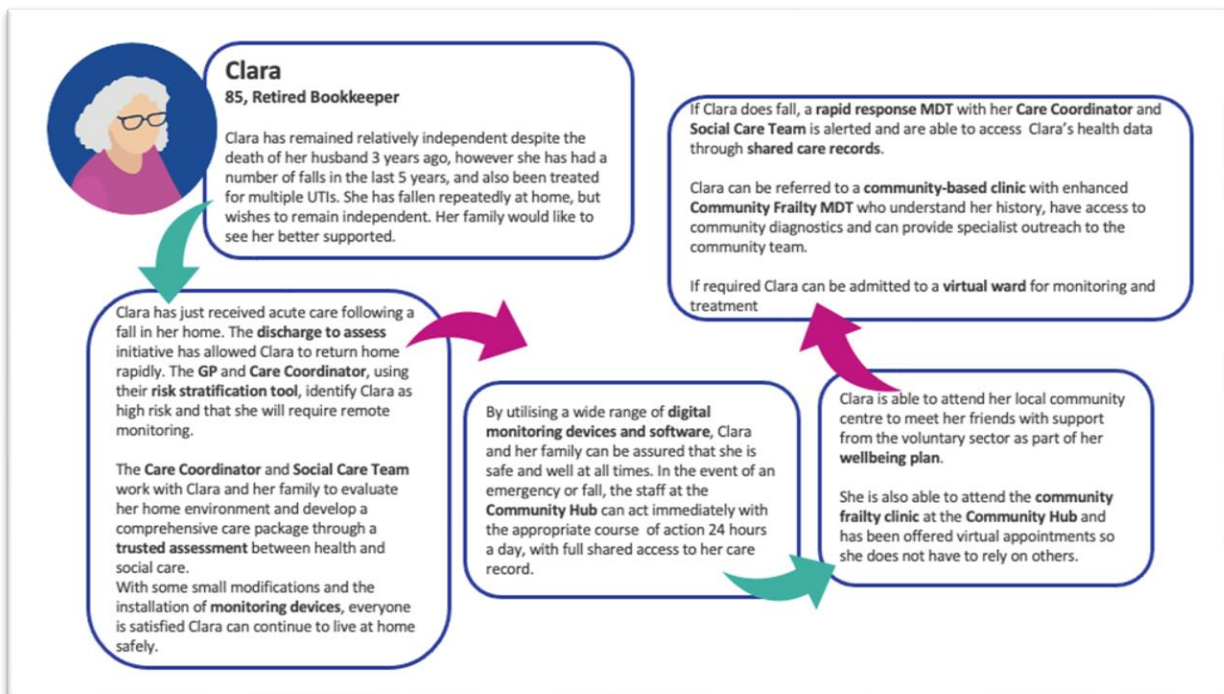 Clara
85, Retired Bookkeeper
Clara has remained relatively independent despite the
death of her husband 3 years ago, however she has had a
number of falls in the last 5 years, and also been treated
for multiple UTIs. She has fallen repeatedly at home, but
wishes to remain independent. Her family would like to
see her better supported.
Clara has just received acute care following a
fall in her home. The discharge to assess
initiative has allowed Clara to return home
rapidly. The GP and Care Coordinator, using
their risk stratification tool, identify Clara as
high risk and that she will require remote
monitoring.
The Care Coordinator and Social Care Team
work with Clara and her family to evaluate
her home environment and develop a
comprehensive care package through a
trusted assessment between health and
social care.
With some small modifications and the
installation of monitoring devices, everyone
is satisfied Clara can continue to live at home
safely.
By utilising a wide range of digital
monitoring devices and software, Clara
and her family can be assured that she is
safe and well at all times. In the event of an
emergency or fall, the staff at the
Community Hub can act immediately with
the appropriate course of action 24 hours
a day, with full shared access to her care
record.
Clara is able to attend her local community
centre to meet her friends with support
from the voluntary sector as part of her
wellbeing plan.
She is also able to attend the community
frailty clinic at the Community Hub and
has been offered virtual appointments so
she does not have to rely on others.
If Clara does fall, a rapid response MDT with her Care Coordinator and
Social Care Team is alerted and are able to access Clara's health data
through shared care records.
Clara can be referred to a community-based clinic with enhanced
Community Frailty MDT who understand her history, have access to
community diagnostics and can provide specialist outreach to the
community team.
If required Clara can be admitted to a virtual ward for monitoring and
treatment